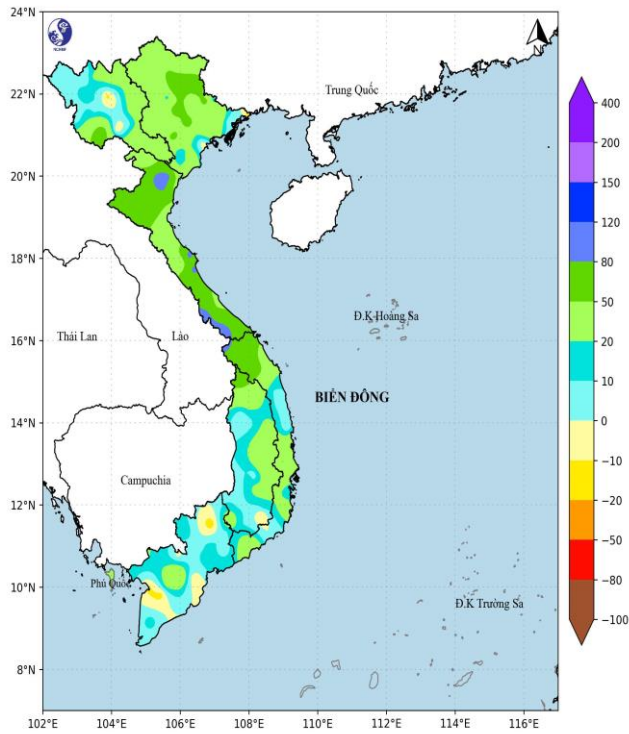 24°N
22°N
20°N
18°N
16°N
14°N
12°N
10°N
8°N
102°E
104°E
106°E
108°E
110°E
112°E
114°E
116°E
N
Trung Quốc
Thái Lan
Lào
Đ.K Hoàng Sa
BIỂN ĐÔNG
Campuchia
Phú Quốc
Đ.K Trường Sa
400
200
150
120
80
50
20
10
0
−10
−20
−50
−80
−100